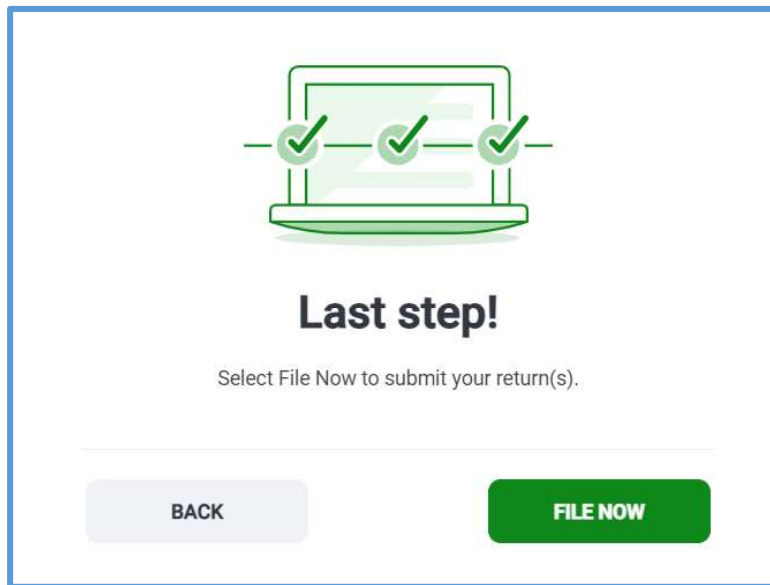 Last step!
Select File Now to submit your return(s).
BACK
FILE NOW